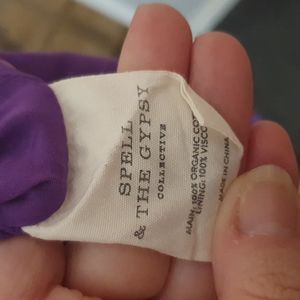 SPELL
& THE GYPSY
COLLECTIVE
MAIN: 100% ORGANIC
LINING: 100%
MADE IN CHINA